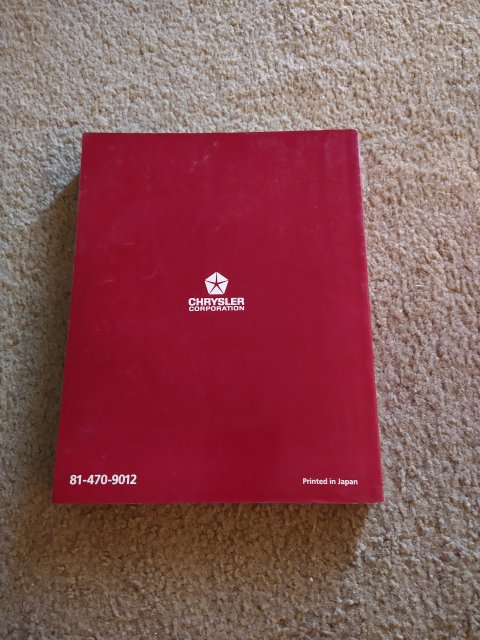 CHRYSLER
CORPORATION
81-470-9012
Printed in Japan